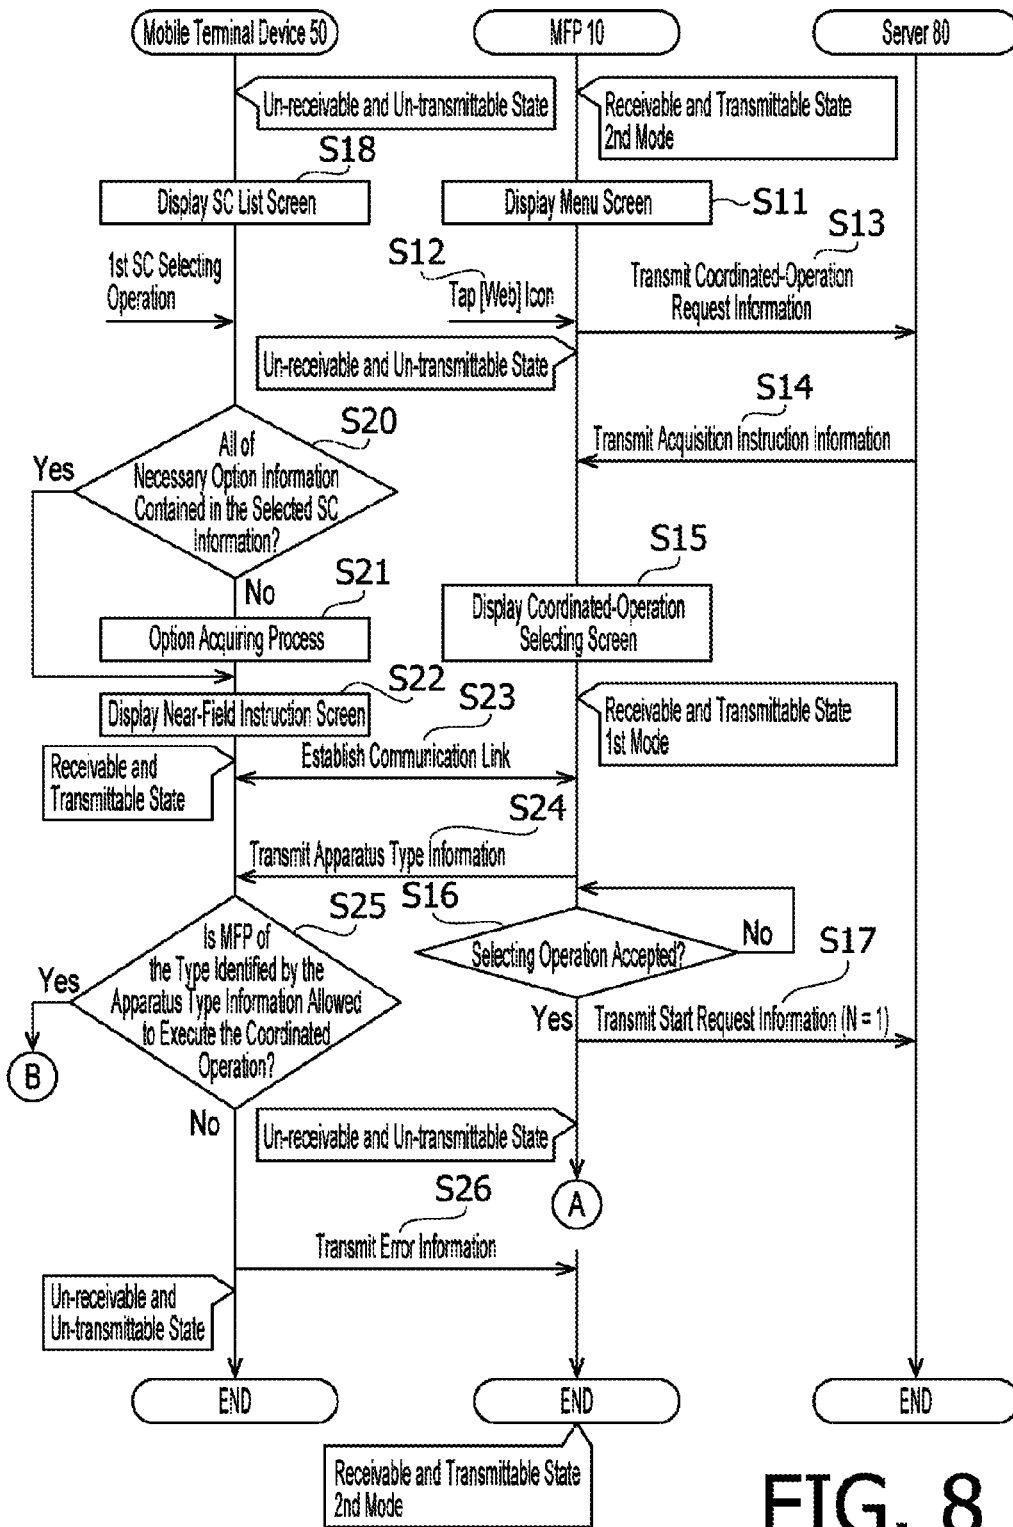 Mobile Terminal Device 50
MFP 10
Server 80
Un-receivable and Un-transmittable State
Receivable and Transmittable State
2nd Mode
S18
Display SC List Screen
Display Menu Screen
S11
1st SC Selecting
Operation
S12
Tap [Web] Icon
S13
Transmit Coordinated-Operation
Request Information
Un-receivable and Un-transmittable State
S14
Transmit Acquisition Instruction Information
S20
All of
Necessary Option Information
Contained in the Selected SC
Information?
Yes
No
S15
Display Coordinated-Operation
Selecting Screen
S21
Option Acquiring Process
S22
Display Near-Field Instruction Screen
S23
Establish Communication Link
Receivable and Transmittable State
1st Mode
Receivable and
Transmittable State
S24
Transmit Apparatus Type Information
S25
Is MFP of
the Type Identified by the
Apparatus Type Information Allowed
to Execute the Coordinated
Operation?
Yes
B
No
S16
Selecting Operation Accepted?
No
Yes
S17
Transmit Start Request Information (N = 1)
Un-receivable and Un-transmittable State
A
S26
Transmit Error Information
Un-receivable and
Un-transmittable State
END
END
END
Receivable and Transmittable State
2nd Mode
FIG. 8